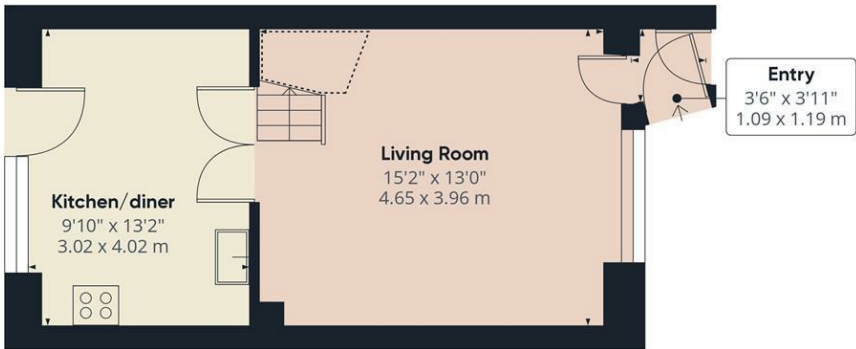 Entry
3'6" x 3'11"
1.09 x 1.19 m
Living Room
15'2" x 13'0"
4.65 x 3.96 m
Kitchen/diner
9'10" x 13'2"
3.02 x 4.02 m